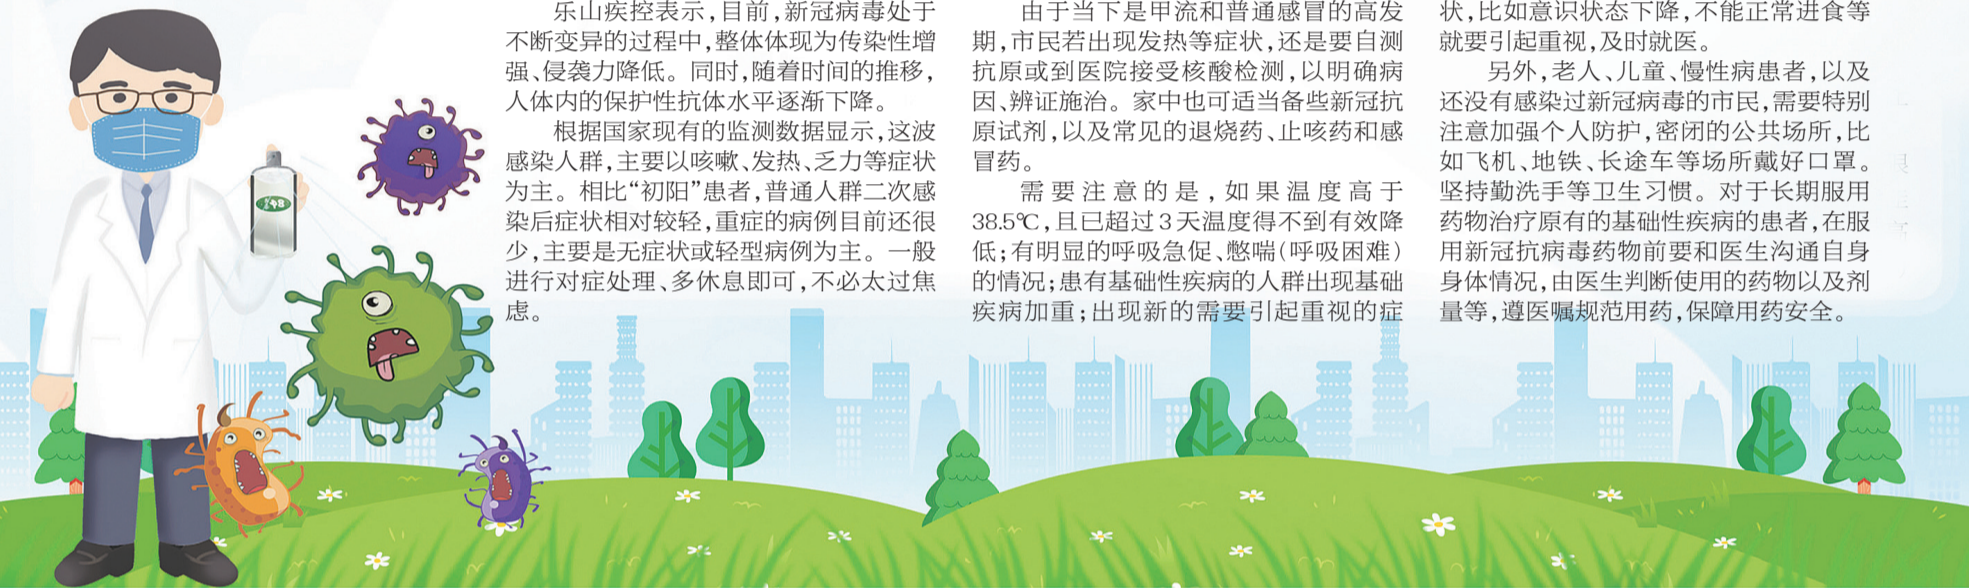 乐山疾控表示，目前，新冠病毒处于
不断变异的过程中，整体体现为传染性增
强、侵袭力降低。同时，随着时间的推移，
人体内的保护性抗体水平逐渐下降。
根据国家现有的监测数据显示，这波
感染人群，主要以咳嗽、发热、乏力等症状
为主。相比“初阳”患者，普通人群二次感
染后症状相对较轻，重症的病例目前还很
少，主要是无症状或轻型病例为主。一般
进行对症处理、多休息即可，不必太过焦
虑。
由于当下是甲流和普通感冒的高发
期，市民若出现发热等症状，还是要自测
抗原或到医院接受核酸检测，以明确病
因、辨证施治。家中也可适当备些新冠抗
原试剂，以及常见的退烧药、止咳药和感
冒药。
需要注意的是，如果温度高于
38.5℃，且已超过3天温度得不到有效降
低；有明显的呼吸急促、憋喘（呼吸困难）
的情况；患有基础性疾病的人群出现基础
疾病加重；出现新的需要引起重视的症
状，比如意识状态下降，不能正常进食等
就要引起重视，及时就医。
另外，老人、儿童、慢性病患者，以及
还没有感染过新冠病毒的市民，需要特别
注意加强个人防护，密闭的公共场所，比
如飞机、地铁、长途车等场所戴好口罩。
坚持勤洗手等卫生习惯。对于长期服用
药物治疗原有的基础性疾病的患者，在服
用新冠抗病毒药物前要和医生沟通自身
身体情况，由医生判断使用的药物以及剂
量等，遵医嘱规范用药，保障用药安全。